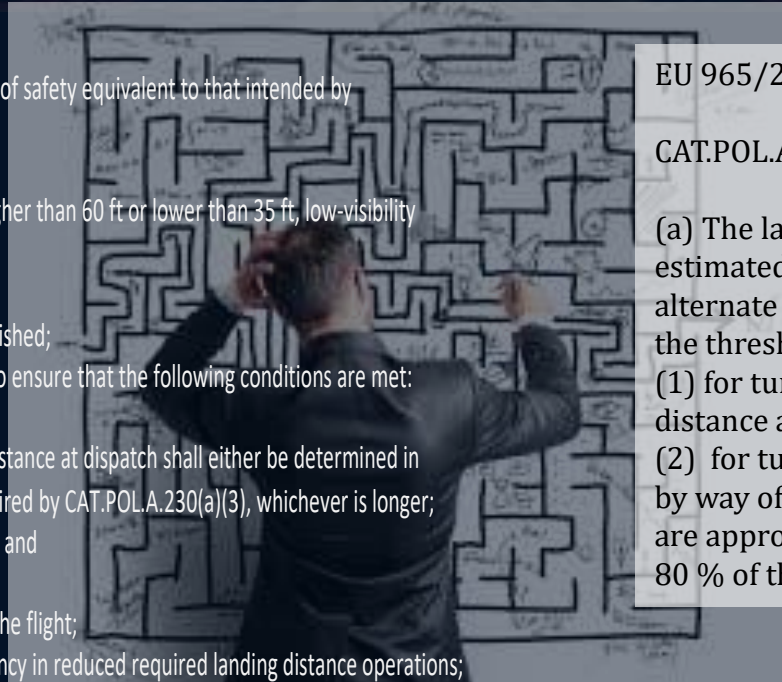 of safety equivalent to that intended by
her than 60 ft or lower than 35 ft, low-visibility
ished;
o ensure that the following conditions are met:
stance at dispatch shall either be determined in
ired by CAT.POL.A.230(a)(3), whichever is longer;
and
he flight;
ncy in reduced required landing distance operations;
EU 965/2
CAT.POL.A
(a) The la
estimated
alternate
the thresh
(1) for tur
distance a
(2) for tu
by way of
are appro
80 % of th